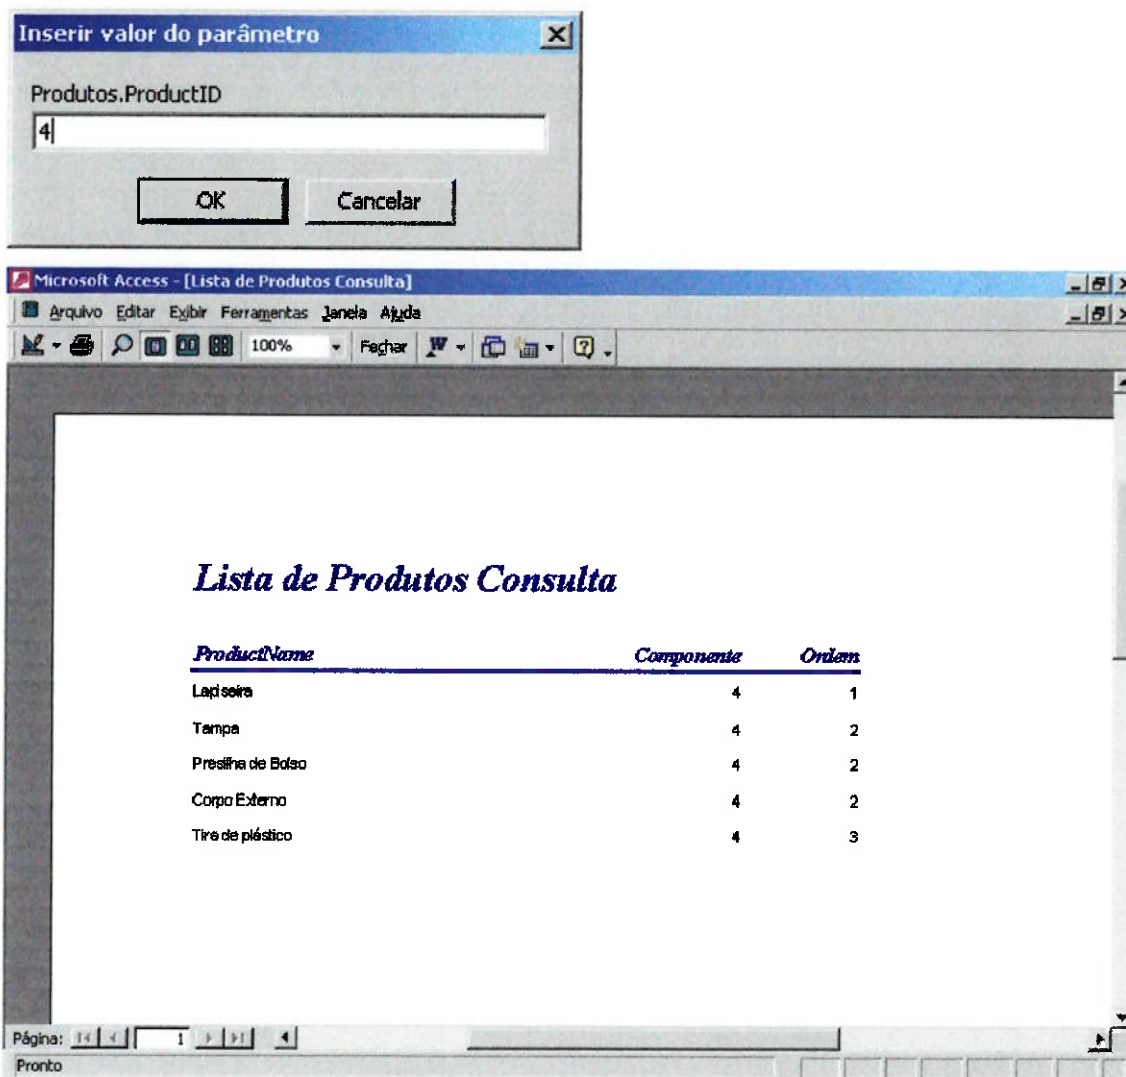 Inserir valor do parâmetro
Produtos.ProductID
4
OK Cancelar
Microsoft Access - [Lista de Produtos Consulta]
Arquivo Editar Exibir Ferramentas Janela Ajuda
100% Fechar W
Lista de Produtos Consulta
ProductName Componente Ordem
Lapiseira 4 1
Tampa 4 2
Presilha de Bolso 4 2
Corpo Externo 4 2
Tira de plástico 4 3
Página: 1
Pronto